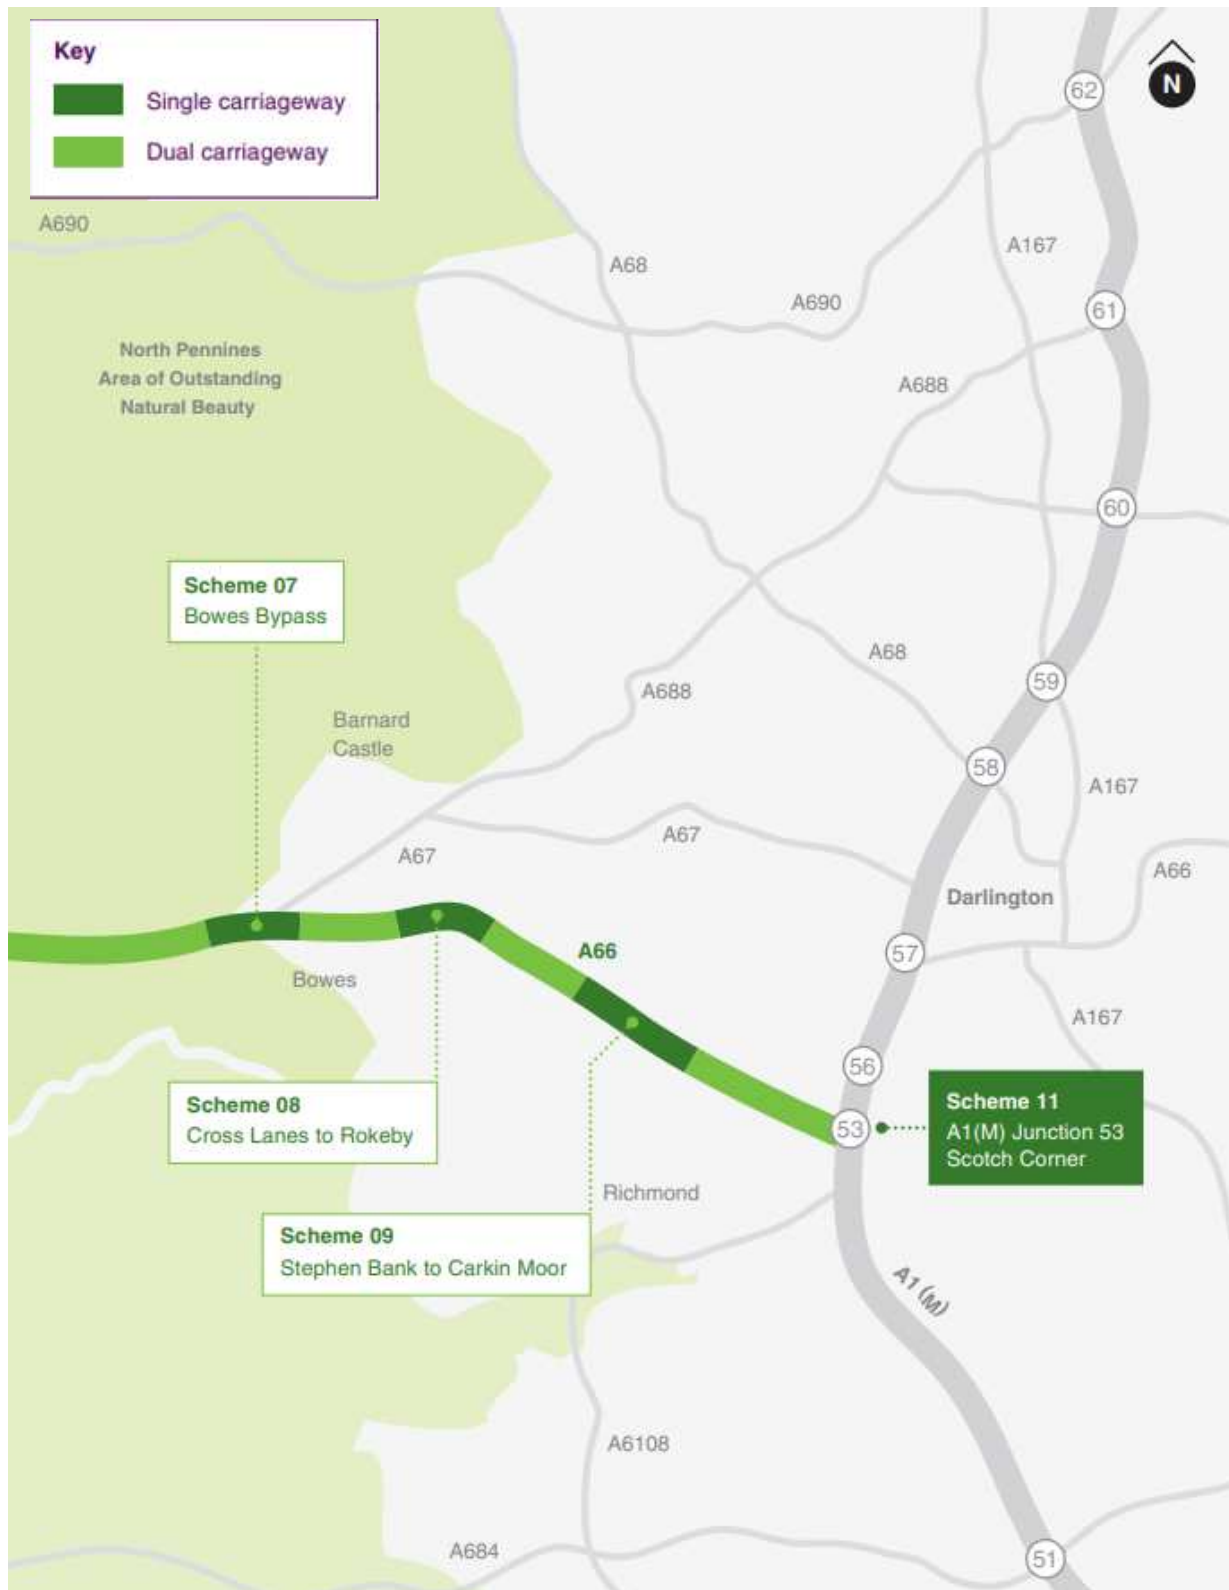 Key
Single carriageway
Dual carriageway
N
62
A690
A167
A68
A690
61
North Pennines
Area of Outstanding
Natural Beauty
A688
60
Scheme 07
Bowes Bypass
A68
59
A688
Barnard
Castle
58
A167
A67
A67
A66
Darlington
A66
57
Bowes
A167
56
Scheme 08
Cross Lanes to Rokeby
53
Scheme 11
A1(M) Junction 53
Scotch Corner
Richmond
Scheme 09
Stephen Bank to Carkin Moor
A1 (M)
A6108
A684
51